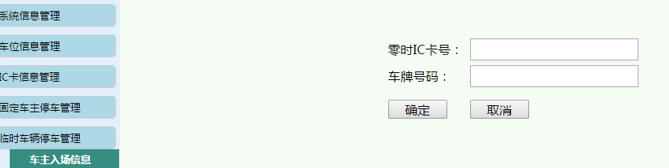 系统信息管理
车位信息管理
IC卡信息管理
固定车主停车管理
临时车辆停车管理
车主入场信息
零时IC卡号：
车牌号码：
确定 取消